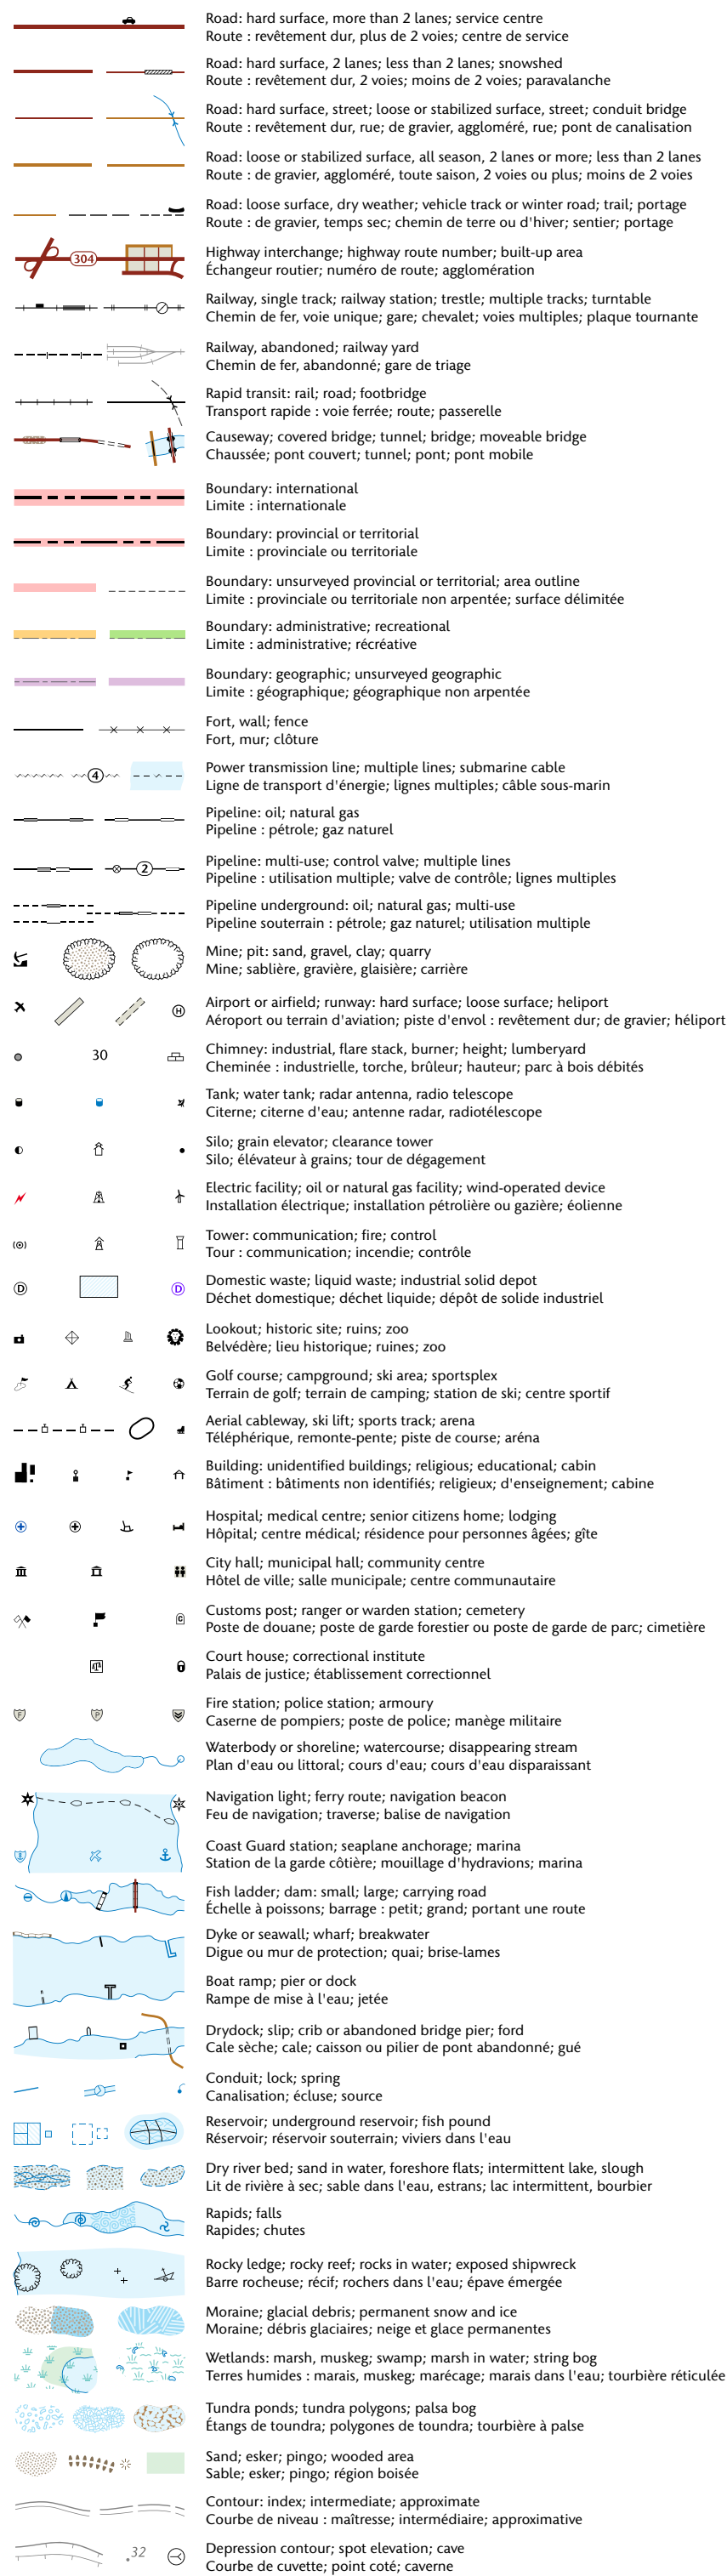 Road: hard surface, more than 2 lanes; service centre
Route : revêtement dur, plus de 2 voies; centre de service
Road: hard surface, 2 lanes; less than 2 lanes; snowshed
Route : revêtement dur, 2 voies; moins de 2 voies; paravalanche
Road: hard surface, street; loose or stabilized surface, street; conduit bridge
Route : revêtement dur, rue; de gravier, aggloméré, rue; pont de canalisation
Road: loose or stabilized surface, all season, 2 lanes or more; less than 2 lanes
Route : de gravier, aggloméré, toute saison, 2 voies ou plus; moins de 2 voies
Road: loose surface, dry weather; vehicle track or winter road; trail; portage
Route : de gravier, temps sec; chemin de terre ou d'hiver; sentier; portage
304
Highway interchange; highway route number; built-up area
Échangeur routier; numéro de route; agglomération
Railway, single track; railway station; trestle; multiple tracks; turntable
Chemin de fer, voie unique; gare; chevalet; voies multiples; plaque tournante
Railway, abandoned; railway yard
Chemin de fer, abandonné; gare de triage
Rapid transit: rail; road; footbridge
Transport rapide : voie ferrée; route; passerelle
Causeway; covered bridge; tunnel; bridge; moveable bridge
Chaussée; pont couvert; tunnel; pont; pont mobile
Boundary: international
Limite : internationale
Boundary: provincial or territorial
Limite : provinciale ou territoriale
Boundary: unsurveyed provincial or territorial; area outline
Limite : provinciale ou territoriale non arpentée; surface délimitée
Boundary: administrative; recreational
Limite : administrative; récréative
Boundary: geographic; unsurveyed geographic
Limite : géographique; géographique non arpentée
Fort, wall; fence
Fort, mur; clôture
4
Power transmission line; multiple lines; submarine cable
Ligne de transport d'énergie; lignes multiples; câble sous-marin
Pipeline: oil; natural gas
Pipeline : pétrole; gaz naturel
2
Pipeline: multi-use; control valve; multiple lines
Pipeline : utilisation multiple; valve de contrôle; lignes multiples
Pipeline underground: oil; natural gas; multi-use
Pipeline souterrain : pétrole; gaz naturel; utilisation multiple
Mine; pit: sand, gravel, clay; quarry
Mine; sablière, gravière, glaisière; carrière
H
Airport or airfield; runway: hard surface; loose surface; heliport
Aéroport ou terrain d'aviation; piste d'envol : revêtement dur; de gravier; héliport
30
Chimney: industrial, flare stack, burner; height; lumberyard
Cheminée : industrielle, torche, brûleur; hauteur; parc à bois débités
Tank; water tank; radar antenna, radio telescope
Citerne; citerne d'eau; antenne radar, radiotélescope
Silo; grain elevator; clearance tower
Silo; élévateur à grains; tour de dégagement
Electric facility; oil or natural gas facility; wind-operated device
Installation électrique; installation pétrolière ou gazière; éolienne
Tower: communication; fire; control
Tour : communication; incendie; contrôle
D D
Domestic waste; liquid waste; industrial solid depot
Déchet domestique; déchet liquide; dépôt de solide industriel
Lookout; historic site; ruins; zoo
Belvédère; lieu historique; ruines; zoo
Golf course; campground; ski area; sportsplex
Terrain de golf; terrain de camping; station de ski; centre sportif
Aerial cableway, ski lift; sports track; arena
Téléphérique, remonte-pente; piste de course; aréna
Building: unidentified buildings; religious; educational; cabin
Bâtiment : bâtiments non identifiés; religieux; d'enseignement; cabine
Hospital; medical centre; senior citizens home; lodging
Hôpital; centre médical; résidence pour personnes âgées; gîte
City hall; municipal hall; community centre
Hôtel de ville; salle municipale; centre communautaire
C
Customs post; ranger or warden station; cemetery
Poste de douane; poste de garde forestier ou poste de garde de parc; cimetière
Court house; correctional institute
Palais de justice; établissement correctionnel
F P
Fire station; police station; armoury
Caserne de pompiers; poste de police; manège militaire
Waterbody or shoreline; watercourse; disappearing stream
Plan d'eau ou littoral; cours d'eau; cours d'eau disparaissant
Navigation light; ferry route; navigation beacon
Feu de navigation; traverse; balise de navigation
Coast Guard station; seaplane anchorage; marina
Station de la garde côtière; mouillage d'hydravions; marina
Fish ladder; dam: small; large; carrying road
Échelle à poissons; barrage : petit; grand; portant une route
Dyke or seawall; wharf; breakwater
Digue ou mur de protection; quai; brise-lames
Boat ramp; pier or dock
Rampe de mise à l'eau; jetée
Drydock; slip; crib or abandoned bridge pier; ford
Cale sèche; cale; caisson ou pilier de pont abandonné; gué
Conduit; lock; spring
Canalisation; écluse; source
Reservoir; underground reservoir; fish pound
Réservoir; réservoir souterrain; viviers dans l'eau
Dry river bed; sand in water, foreshore flats; intermittent lake, slough
Lit de rivière à sec; sable dans l'eau, estrans; lac intermittent, bourbier
Rapids; falls
Rapides; chutes
Rocky ledge; rocky reef; rocks in water; exposed shipwreck
Barre rocheuse; récif; rochers dans l'eau; épave émergée
Moraine; glacial debris; permanent snow and ice
Moraine; débris glaciaires; neige et glace permanentes
Wetlands: marsh, muskeg; swamp; marsh in water; string bog
Terres humides : marais, muskeg; marécage; marais dans l'eau; tourbière réticulée
Tundra ponds; tundra polygons; palsa bog
Étangs de toundra; polygones de toundra; tourbière à palse
Sand; esker; pingo; wooded area
Sable; esker; pingo; région boisée
Contour: index; intermediate; approximate
Courbe de niveau : maîtresse; intermédiaire; approximative
.32
Depression contour; spot elevation; cave
Courbe de cuvette; point coté; caverne